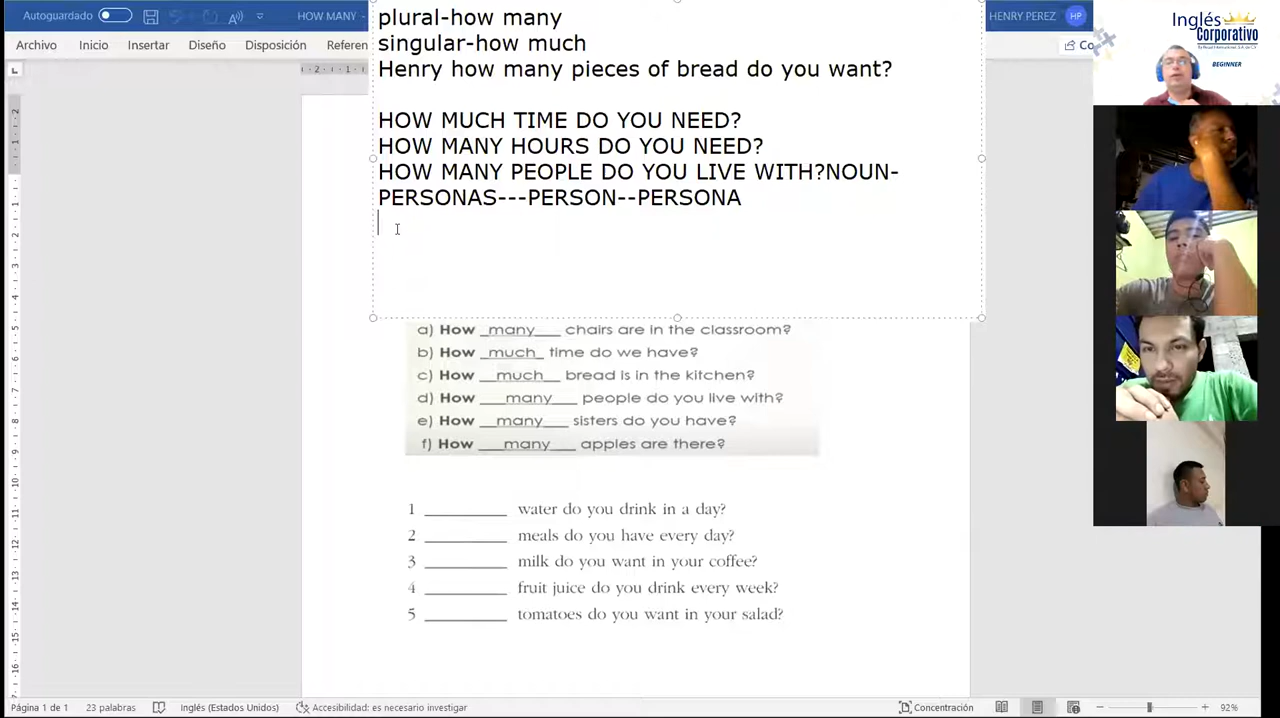 Autoguardado
HOW MANY -
HENRY PEREZ
HP
Archivo
Inicio
Insertar
Diseño
Disposición
Referen
Co
plural-how many
singular-how much
Henry how many pieces of bread do you want?
HOW MUCH TIME DO YOU NEED?
HOW MANY HOURS DO YOU NEED?
HOW MANY PEOPLE DO YOU LIVE WITH?NOUN-
PERSONAS---PERSON--PERSONA
a) How _many___ chairs are in the classroom?
b) How _much_ time do we have?
c) How __much__ bread is in the kitchen?
d) How ___many___ people do you live with?
e) How __many___ sisters do you have?
f) How ___many___ apples are there?
1 __________ water do you drink in a day?
2 __________ meals do you have every day?
3 __________ milk do you want in your coffee?
4 __________ fruit juice do you drink every week?
5 __________ tomatoes do you want in your salad?
Página 1 de 1
23 palabras
Inglés (Estados Unidos)
Accesibilidad: es necesario investigar
Concentración
92%
Inglés
Corporativo
BEGINNER